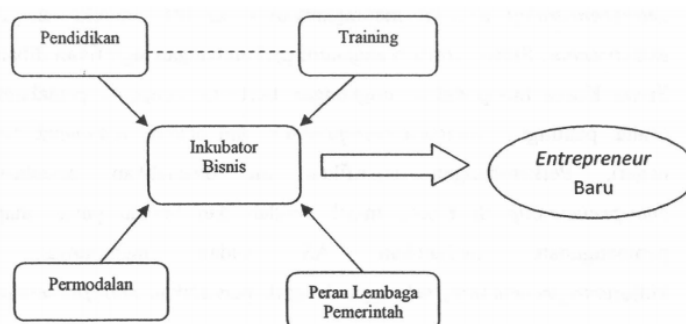 Pendidikan
Training
Inkubator
Bisnis
Entrepreneur
Baru
Permodalan
Peran Lembaga
Pemerintah